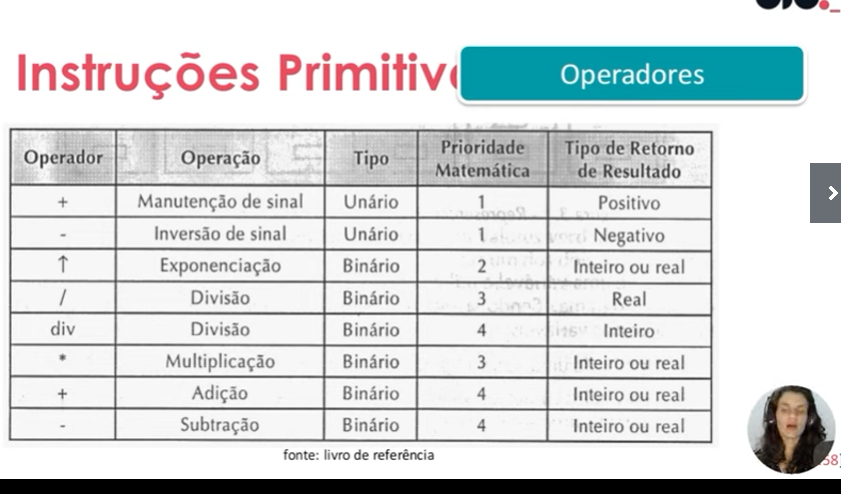 Instruções Primitiv
Operadores
Operador Operação Tipo Prioridade Matemática Tipo de Retorno de Resultado
+ Manutenção de sinal Unário 1 Positivo
- Inversão de sinal Unário 1 Negativo
↑ Exponenciação Binário 2 Inteiro ou real
/ Divisão Binário 3 Real
div Divisão Binário 4 Inteiro
* Multiplicação Binário 3 Inteiro ou real
+ Adição Binário 4 Inteiro ou real
- Subtração Binário 4 Inteiro ou real
fonte: livro de referência
58]